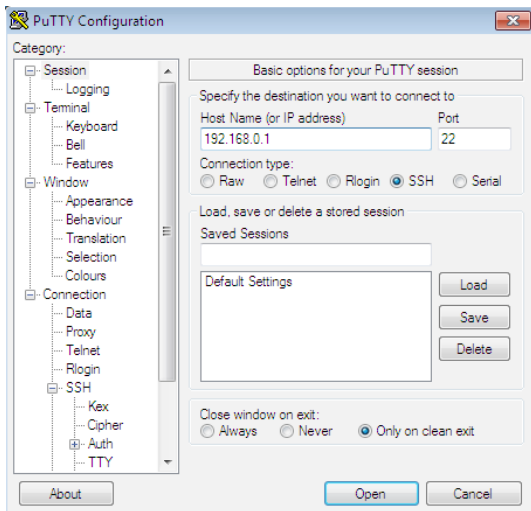 PuTTY Configuration
Category:
Session
Logging
Terminal
Keyboard
Bell
Features
Window
Appearance
Behaviour
Translation
Selection
Colours
Connection
Data
Proxy
Telnet
Rlogin
SSH
Kex
Cipher
Auth
TTY
Basic options for your PuTTY session
Specify the destination you want to connect to
Host Name (or IP address) Port
192.168.0.1 22
Connection type:
Raw Telnet Rlogin SSH Serial
Load, save or delete a stored session
Saved Sessions
Default Settings
Load
Save
Delete
Close window on exit:
Always Never Only on clean exit
About Open Cancel